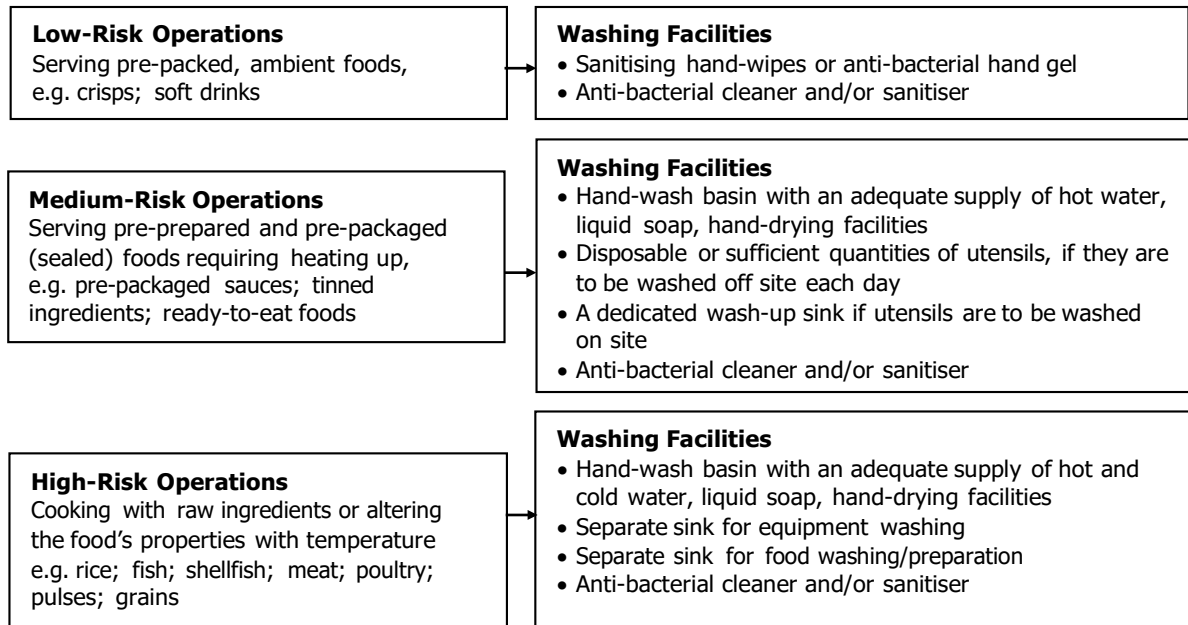 Low-Risk Operations
Serving pre-packed, ambient foods,
e.g. crisps; soft drinks
Washing Facilities
• Sanitising hand-wipes or anti-bacterial hand gel
• Anti-bacterial cleaner and/or sanitiser
Medium-Risk Operations
Serving pre-prepared and pre-packaged
(sealed) foods requiring heating up,
e.g. pre-packaged sauces; tinned
ingredients; ready-to-eat foods
Washing Facilities
• Hand-wash basin with an adequate supply of hot water,
liquid soap, hand-drying facilities
• Disposable or sufficient quantities of utensils, if they are
to be washed off site each day
• A dedicated wash-up sink if utensils are to be washed
on site
• Anti-bacterial cleaner and/or sanitiser
High-Risk Operations
Cooking with raw ingredients or altering
the food's properties with temperature
e.g. rice; fish; shellfish; meat; poultry;
pulses; grains
Washing Facilities
• Hand-wash basin with an adequate supply of hot and
cold water, liquid soap, hand-drying facilities
• Separate sink for equipment washing
• Separate sink for food washing/preparation
• Anti-bacterial cleaner and/or sanitiser